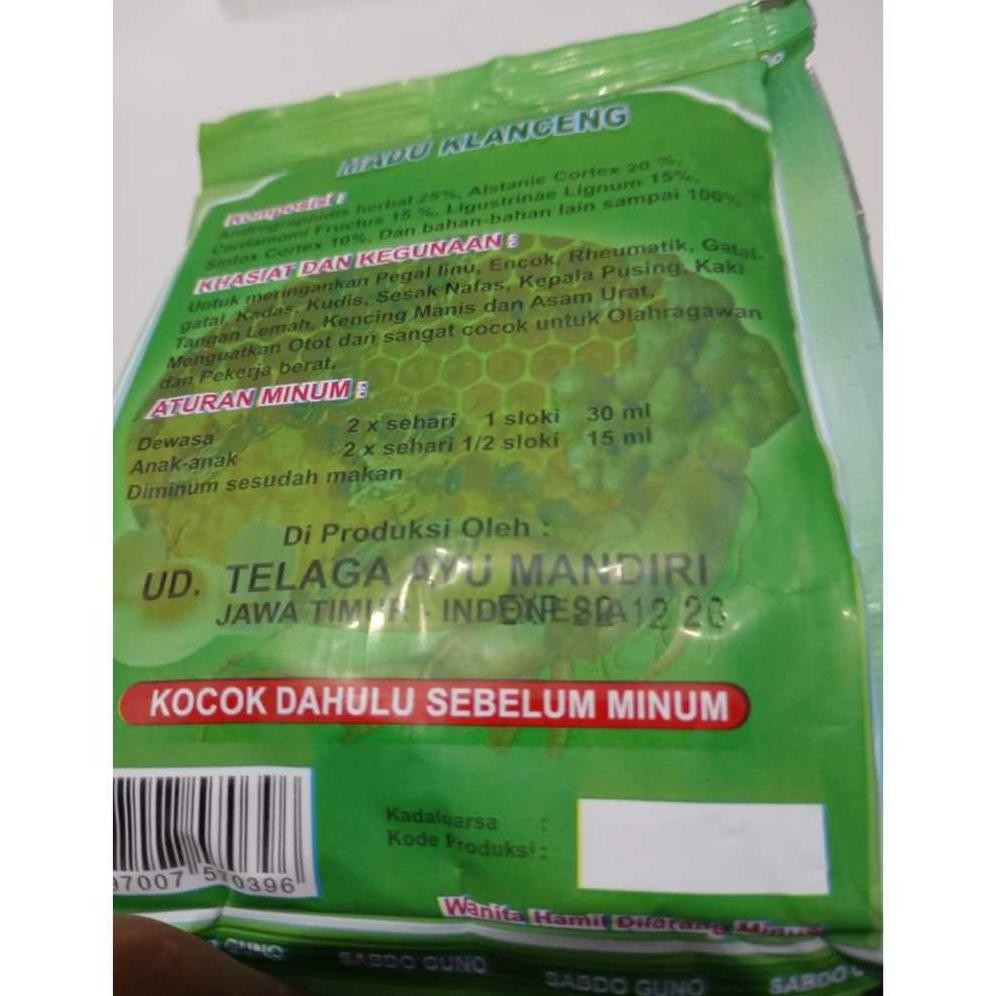 MADU KLANCENG
Komposisi :
Andrographidis herbal 25%, Alstanie Cortex 20 %,
Cardamomi Fructus 15 %, Ligustrinae Lignum 15%,
Sintox Cortex 10%, Dan bahan-bahan lain sampai 100%
KHASIAT DAN KEGUNAAN :
Untuk meringankan Pegal linu, Encok, Rheumatik, Gatal-
gatal, Kadas, Kudis, Sesak Nafas, Kepala Pusing, Kaki
Tangan Lemah, Kencing Manis dan Asam Urat.
Menguatkan Otot dan sangat cocok untuk Olahragawan
dan Pekerja berat.
ATURAN MINUM :
Dewasa 2 x sehari 1 sloki 30 ml
Anak-anak 2 x sehari 1/2 sloki 15 ml
Diminum sesudah makan
Di Produksi Oleh :
UD. TELAGA AYU MANDIRI
JAWA TIMUR - INDONESIA
EXP 12 26
KOCOK DAHULU SEBELUM MINUM
Kadaluarsa :
Kode Produksi :
97007 570396
Wanita Hamil Dilarang Minum
GUNO SABDO GUNO SABDO GUNO SABDO